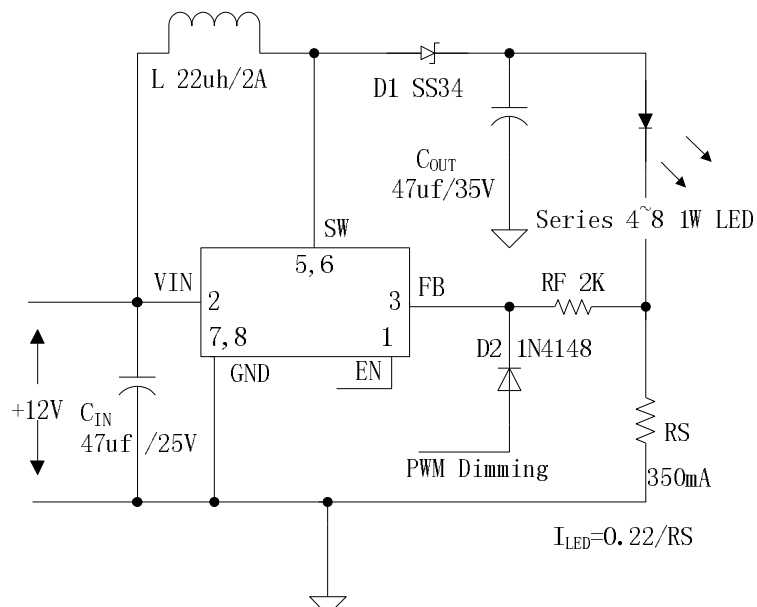 L 22uh/2A
D1 SS34
COUT
47uf/35V
Series 4~8 1W LED
SW
5,6
VIN
2
3
FB
RF 2K
7,8
1
GND
EN
D2 1N4148
+12V
CIN
47uf /25V
PWM Dimming
RS
350mA
ILED=0.22/RS